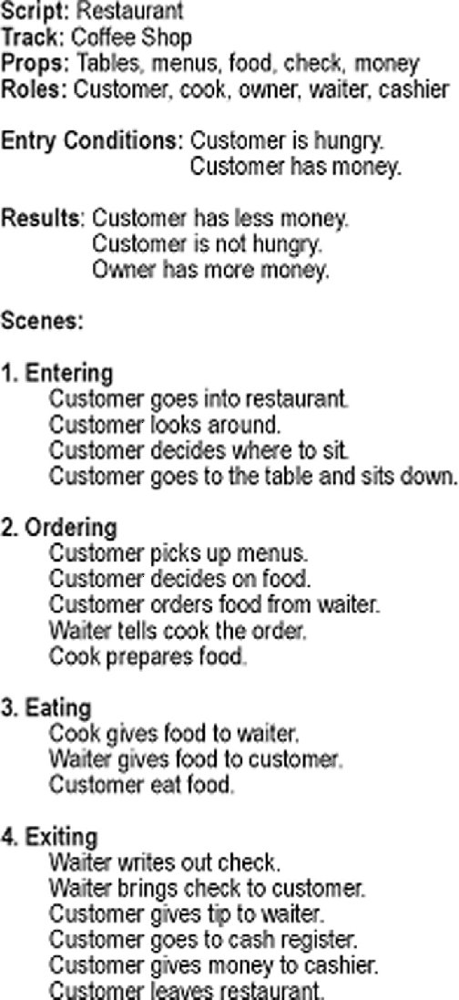 Script: Restaurant
Track: Coffee Shop
Props: Tables, menus, food, check, money
Roles: Customer, cook, owner, waiter, cashier
Entry Conditions: Customer is hungry.
Customer has money.
Results: Customer has less money.
Customer is not hungry.
Owner has more money.
Scenes:
1. Entering
Customer goes into restaurant.
Customer looks around.
Customer decides where to sit.
Customer goes to the table and sits down.
2. Ordering
Customer picks up menus.
Customer decides on food.
Customer orders food from waiter.
Waiter tells cook the order.
Cook prepares food.
3. Eating
Cook gives food to waiter.
Waiter gives food to customer.
Customer eat food.
4. Exiting
Waiter writes out check.
Waiter brings check to customer.
Customer gives tip to waiter.
Customer goes to cash register.
Customer gives money to cashier.
Customer leaves restaurant.